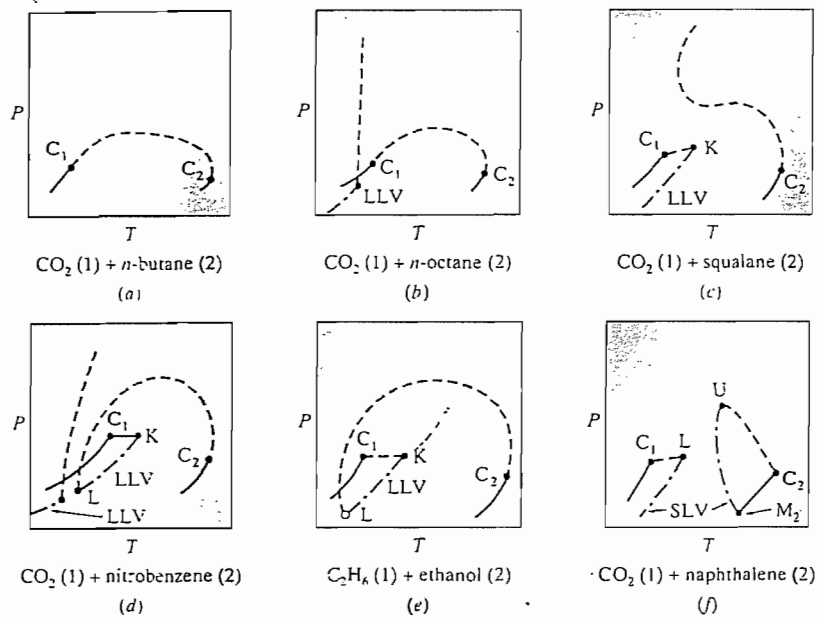 P
C₁
C₂
T
CO₂ (1) + n-butane (2)
(a)
C₁
LLV
C₂
T
CO₂ (1) + n-octane (2)
(b)
P
C₁
K
LLV
C₂
T
CO₂ (1) + squalane (2)
(c)
P
C₁
K
C₂
L
LLV
LLV
T
CO₂ (1) + nitrobenzene (2)
(d)
P
C₁
K
C₂
LLV
L
T
C₂H₆ (1) + ethanol (2)
(e)
P
U
C₁
L
C₂
SLV
M₂
T
CO₂ (1) + naphthalene (2)
(f)